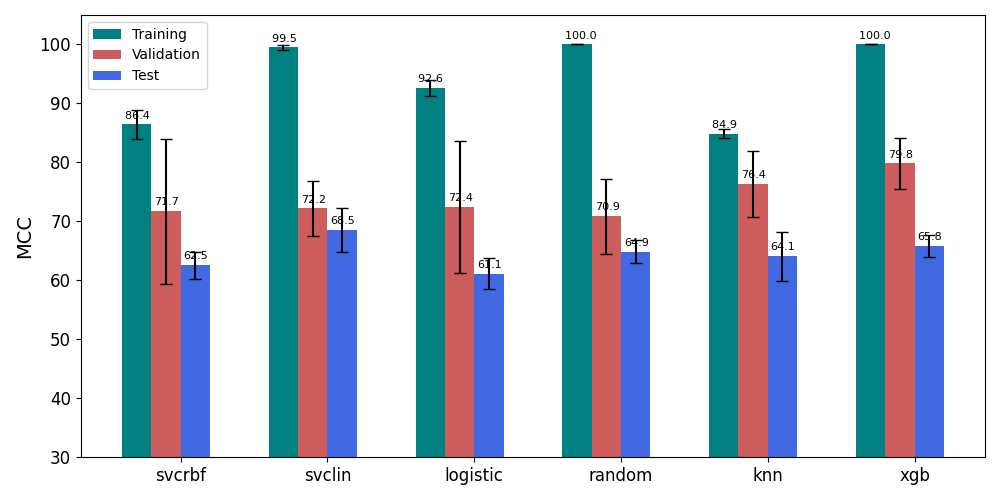 Training
Validation
Test
MCC
100
90
80
70
60
50
40
30
86.4
71.7
62.5
99.5
72.2
68.5
92.6
72.4
61.1
100.0
70.9
64.9
84.9
76.4
64.1
100.0
79.8
65.8
svcrbf
svclin
logistic
random
knn
xgb